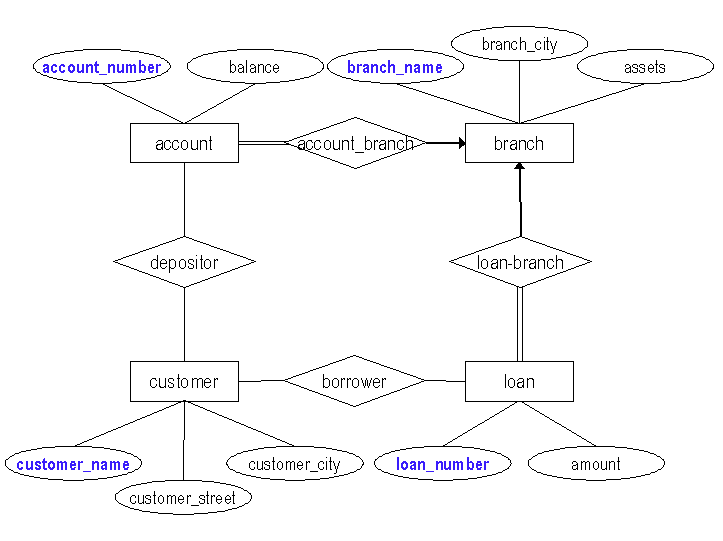 branch_city
account_number
balance
branch_name
assets
account
account_branch
branch
depositor
loan-branch
customer
borrower
loan
customer_name
customer_city
loan_number
amount
customer_street